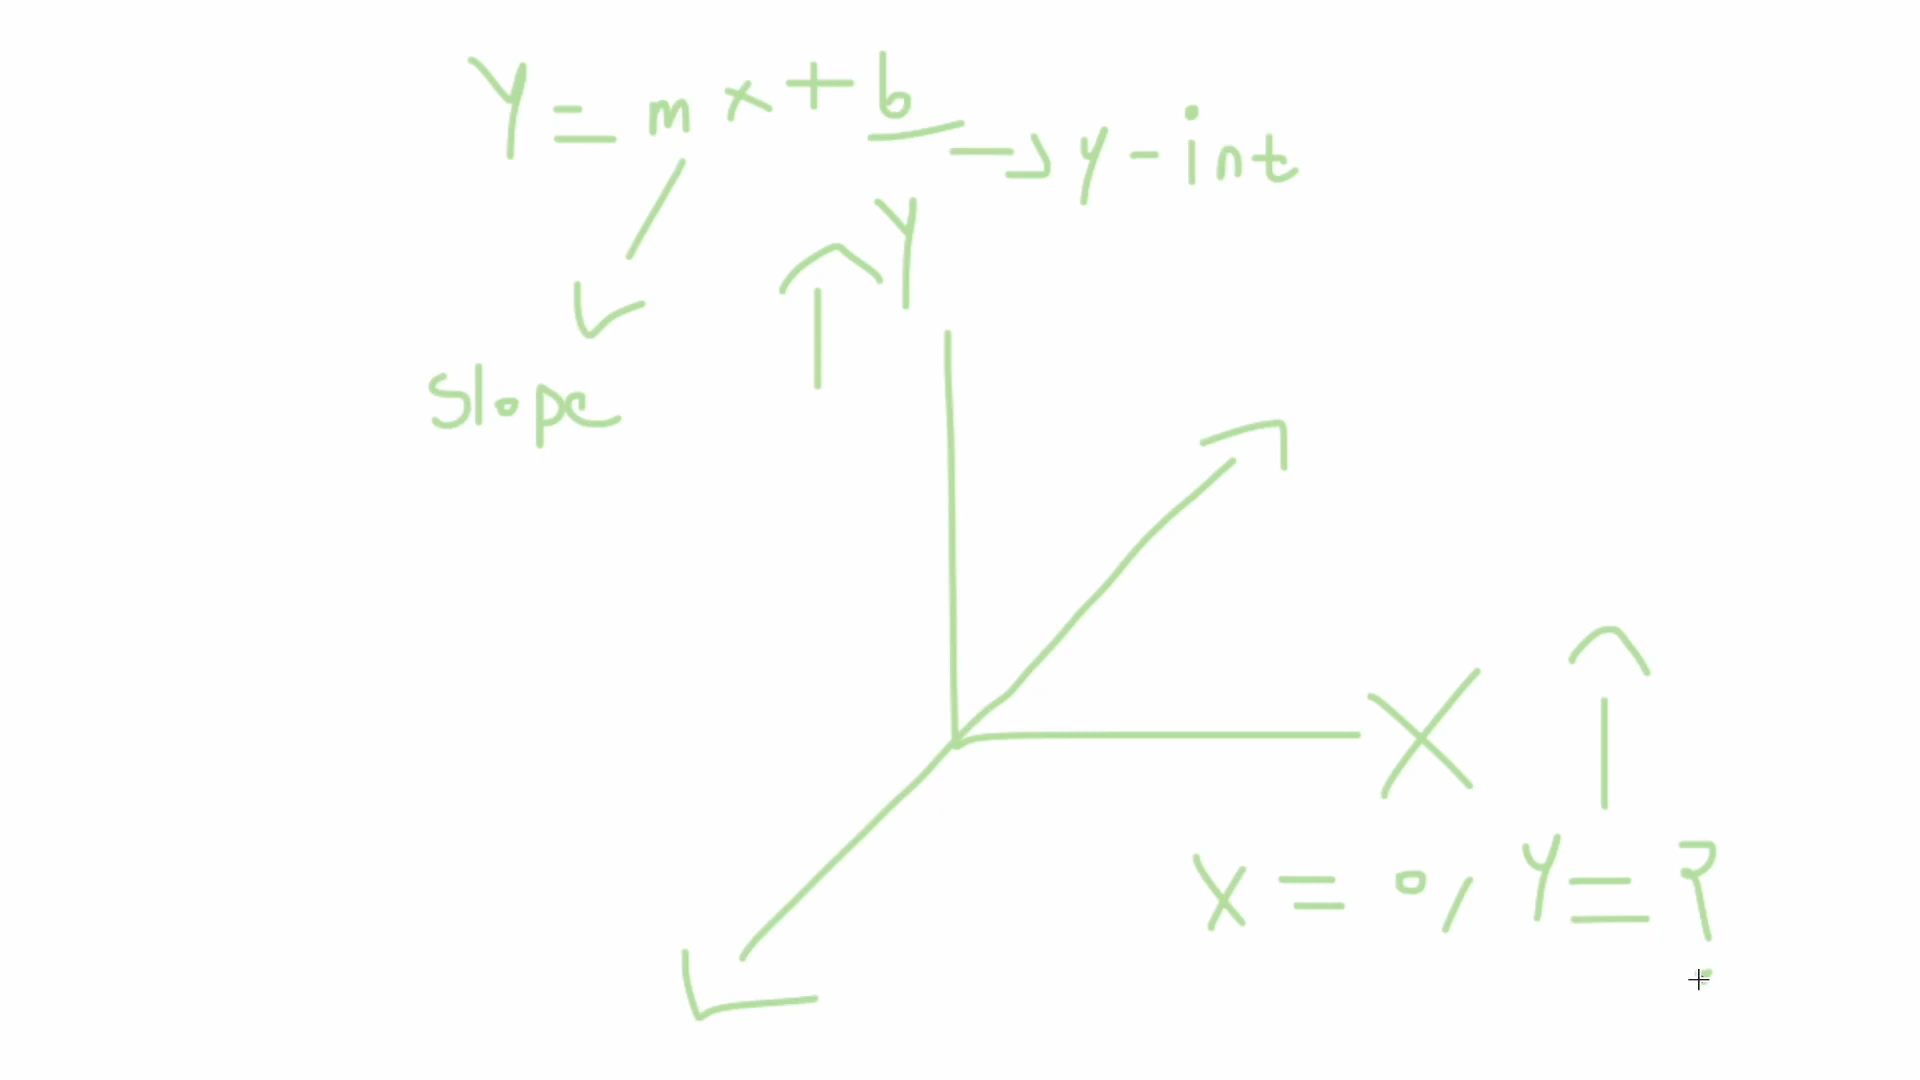 Y = mx + b
y-int
Y
Slope
X
X = 0, Y = ?